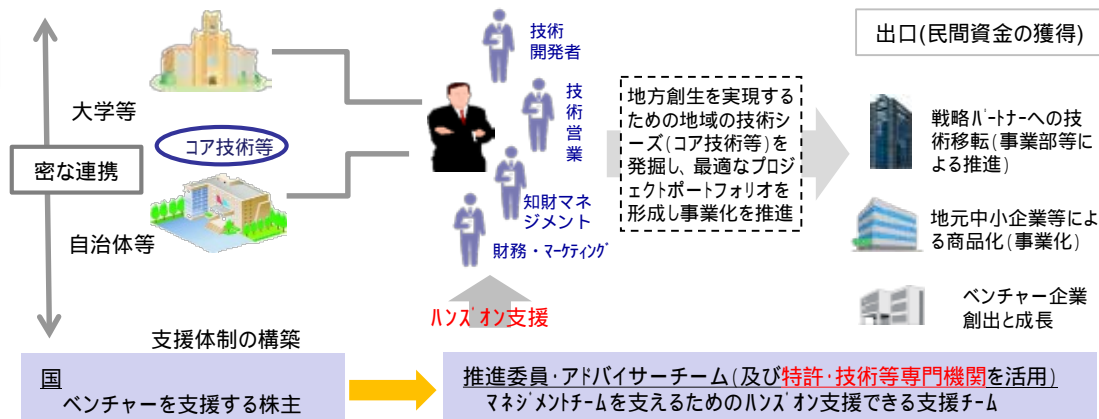 大学等
コア技術等
密な連携
自治体等
技術
開発者
技術営業
知財マネ
ジメント
財務・ﾏｰｹﾃｨﾝｸﾞ
ﾊﾝｽﾞｵﾝ支援
地方創生を実現する
ための地域の技術シ
ーズ(コア技術等)を
発掘し、最適なプロジ
ェクトポートフォリオを
形成し事業化を推進
出口(民間資金の獲得)
戦略ﾊﾟｰﾄﾅｰへの技
術移転(事業部等に
よる推進)
地元中小企業等によ
る商品化(事業化)
ベンチャー企業
創出と成長
支援体制の構築
国
ベンチャーを支援する株主
推進委員・アドバイサーチーム(及び特許・技術等専門機関を活用)
ﾏﾈｼﾞﾒﾝﾄﾁｰﾑを支えるためのﾊﾝｽﾞｵﾝ支援できる支援チーム